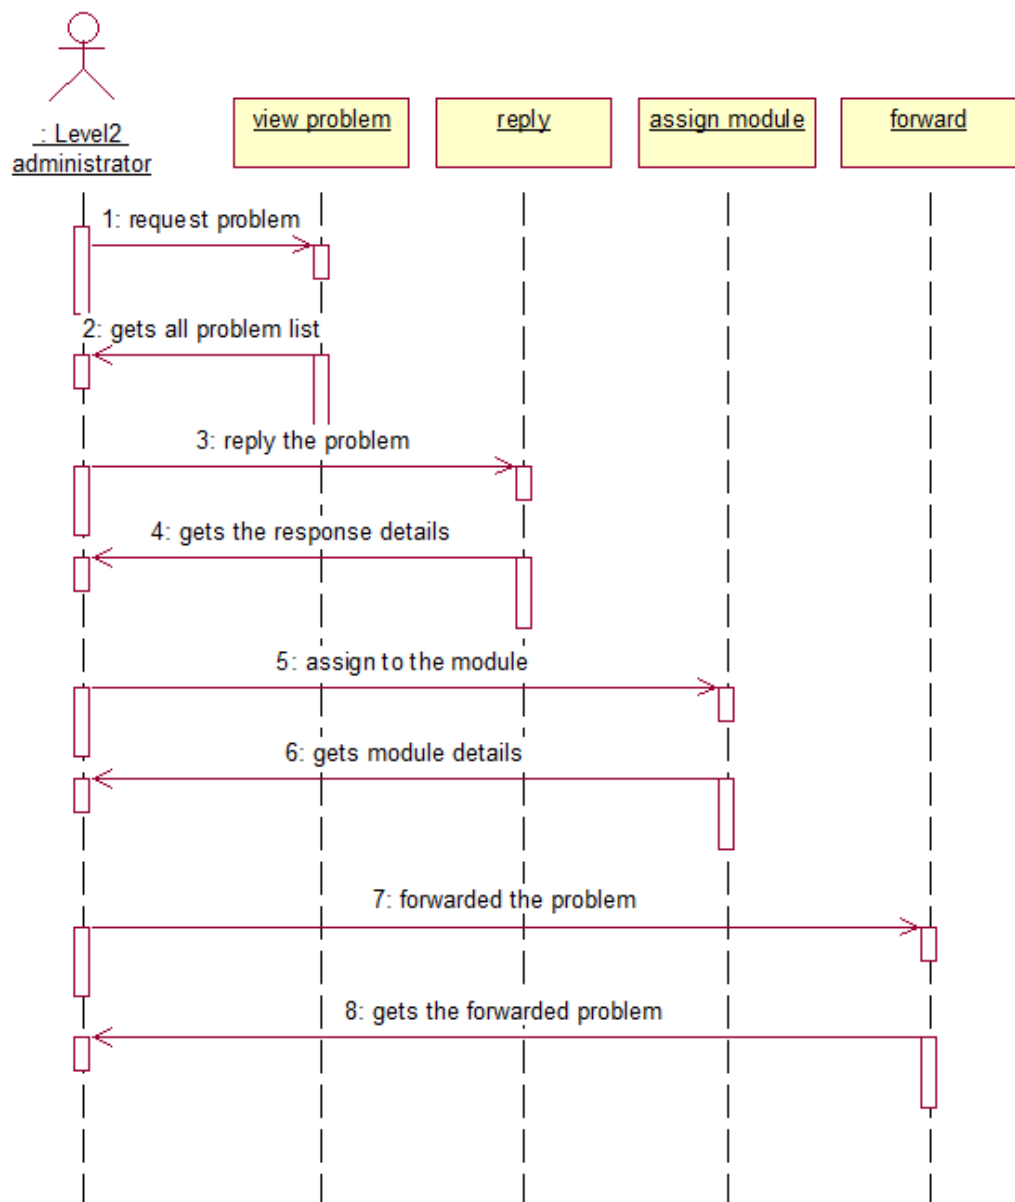 : Level2
administrator
view problem
reply
assign module
forward
1: request problem
2: gets all problem list
3: reply the problem
4: gets the response details
5: assign to the module
6: gets module details
7: forwarded the problem
8: gets the forwarded problem